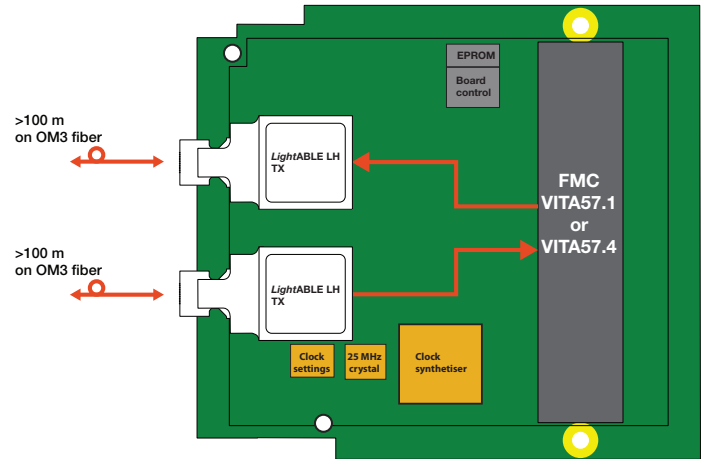 EPROM
Board
control
>100 m
on OM3 fiber
LightABLE LH
TX
FMC
VITA57.1
or
VITA57.4
>100 m
on OM3 fiber
LightABLE LH
TX
Clock
settings
25 MHz
crystal
Clock
synthetiser